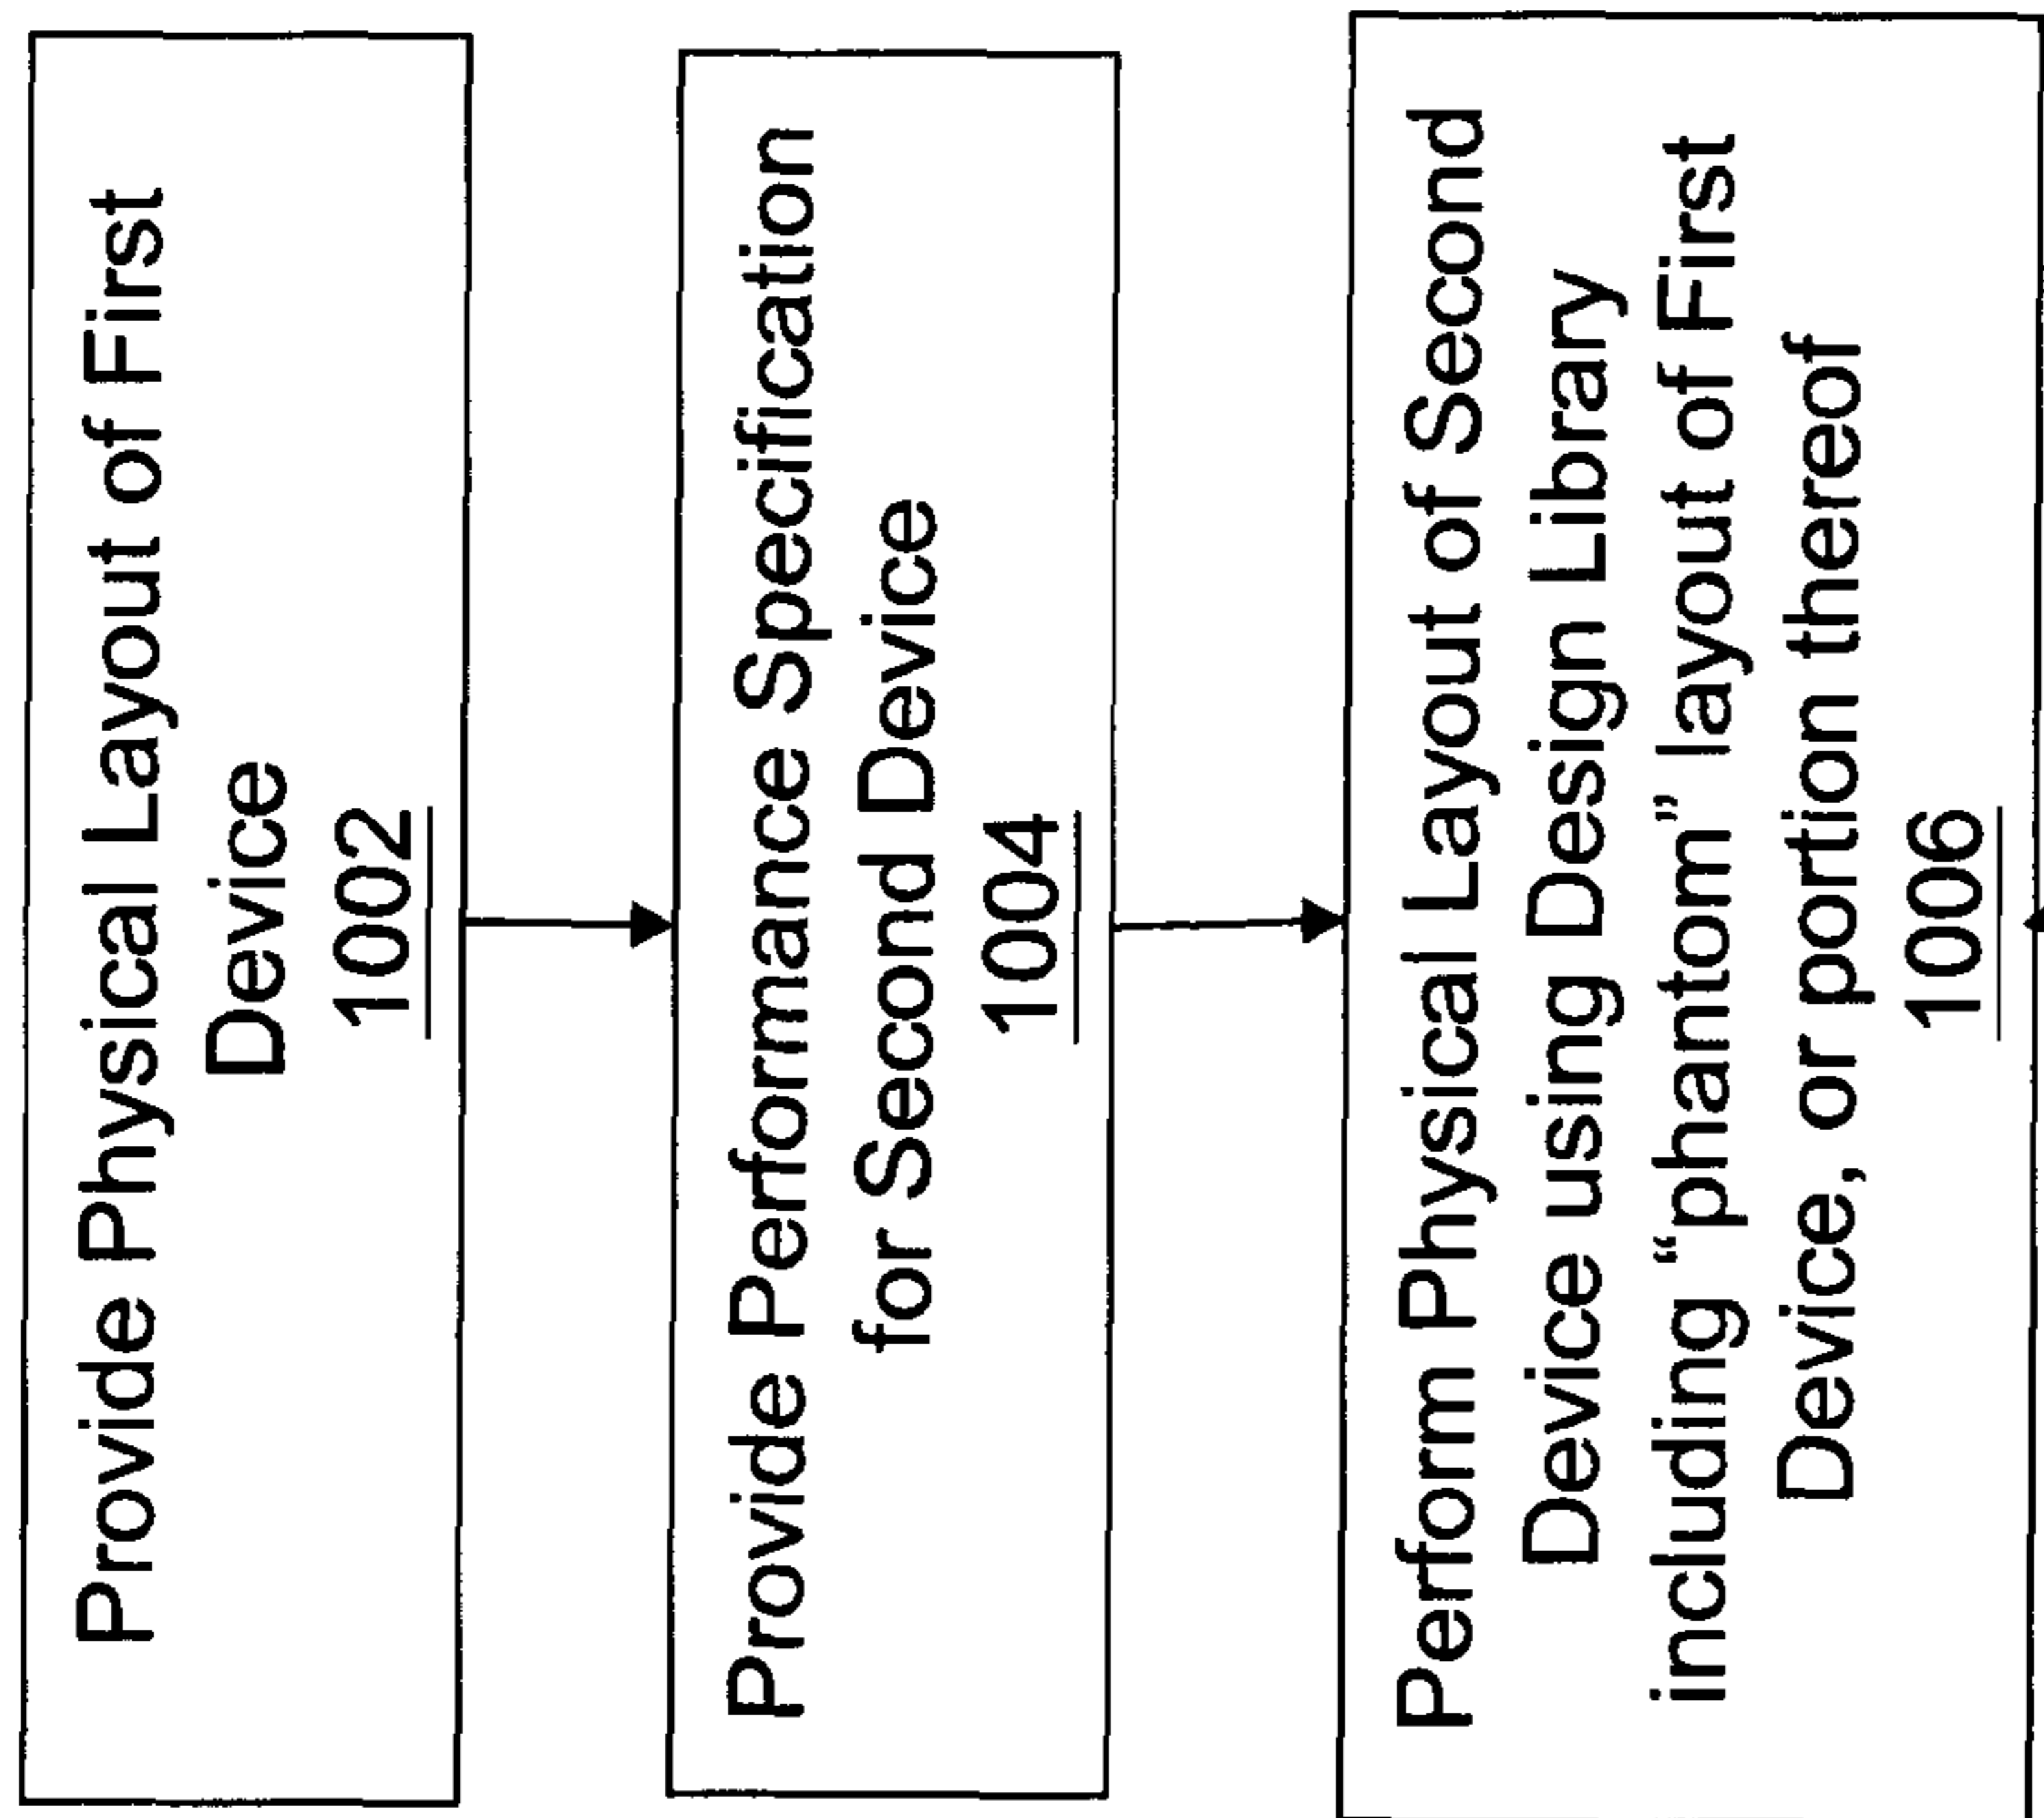 Provide Physical Layout of First
Device
1002
Provide Performance Specification
for Second Device
1004
Perform Physical Layout of Second
Device using Design Library
including “phantom” layout of First
Device, or portion thereof
1006